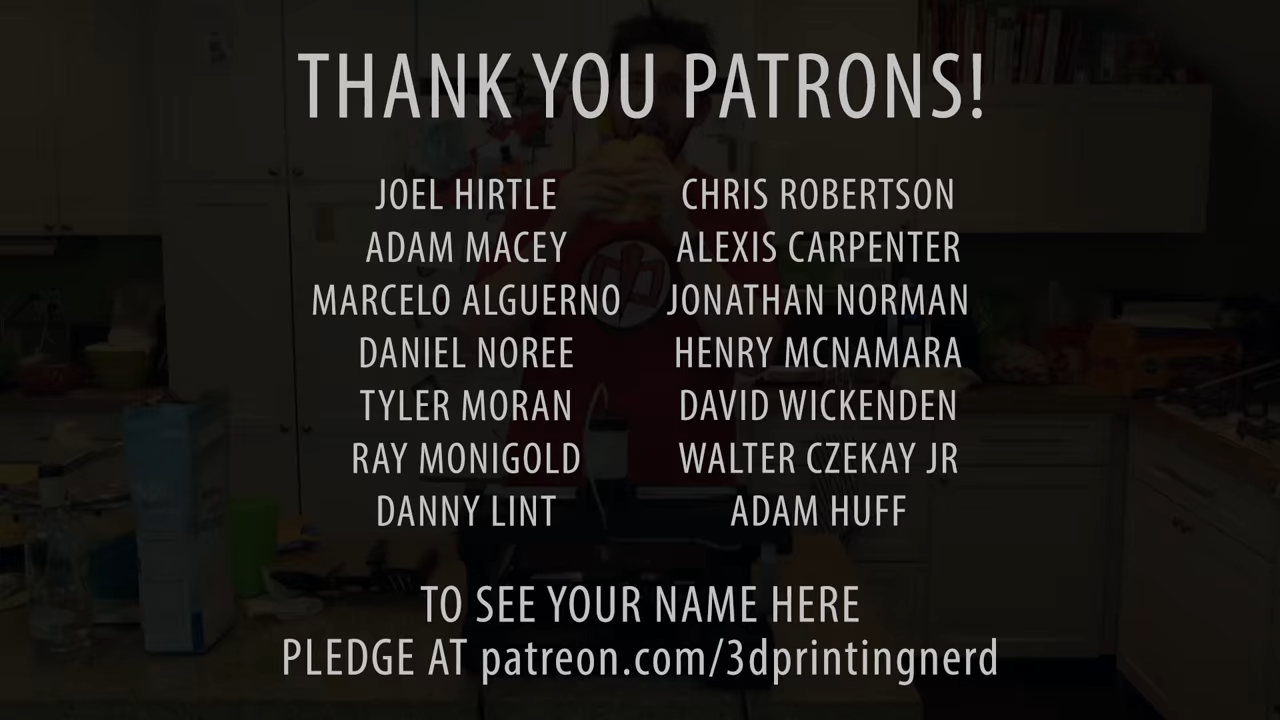 THANK YOU PATRONS!
JOEL HIRTLE
ADAM MACEY
MARCELO ALGUERNO
DANIEL NOREE
TYLER MORAN
RAY MONIGOLD
DANNY LINT
CHRIS ROBERTSON
ALEXIS CARPENTER
JONATHAN NORMAN
HENRY MCNAMARA
DAVID WICKENDEN
WALTER CZEKAY JR
ADAM HUFF
TO SEE YOUR NAME HERE
PLEDGE AT patreon.com/3dprintingnerd